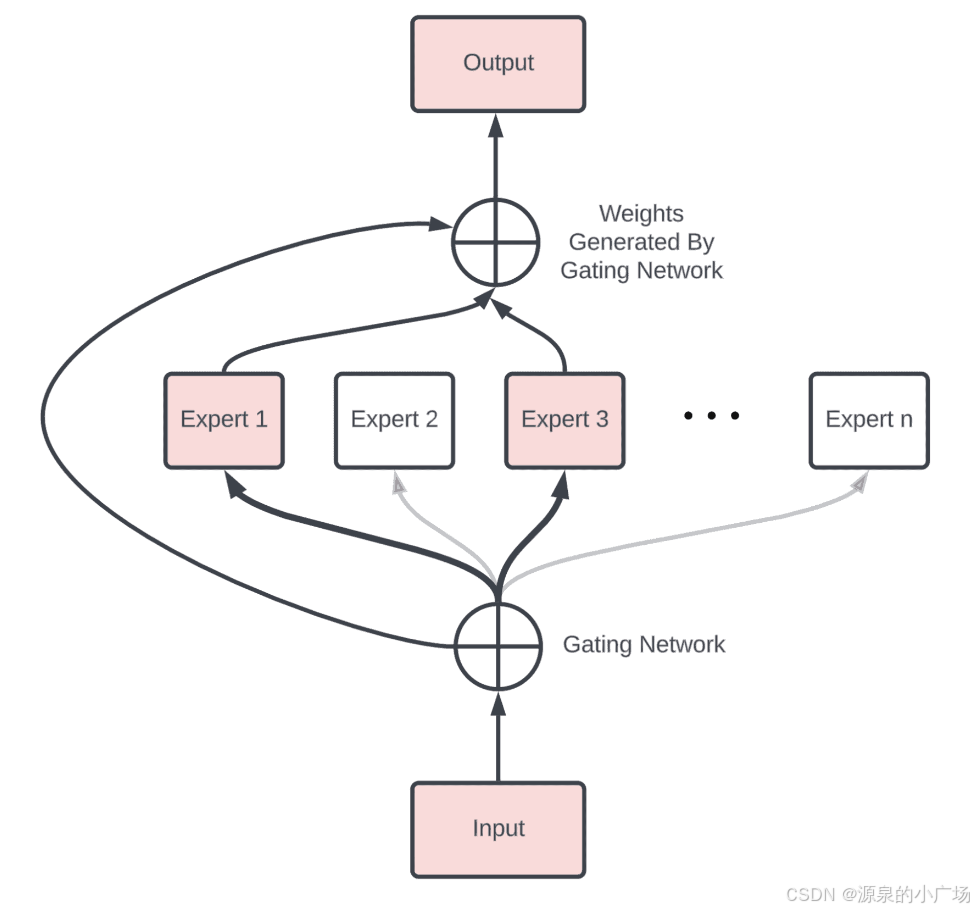 Output
Weights
Generated By
Gating Network
Expert 1
Expert 2
Expert 3
Expert n
Gating Network
Input
CSDN @源泉的小广场